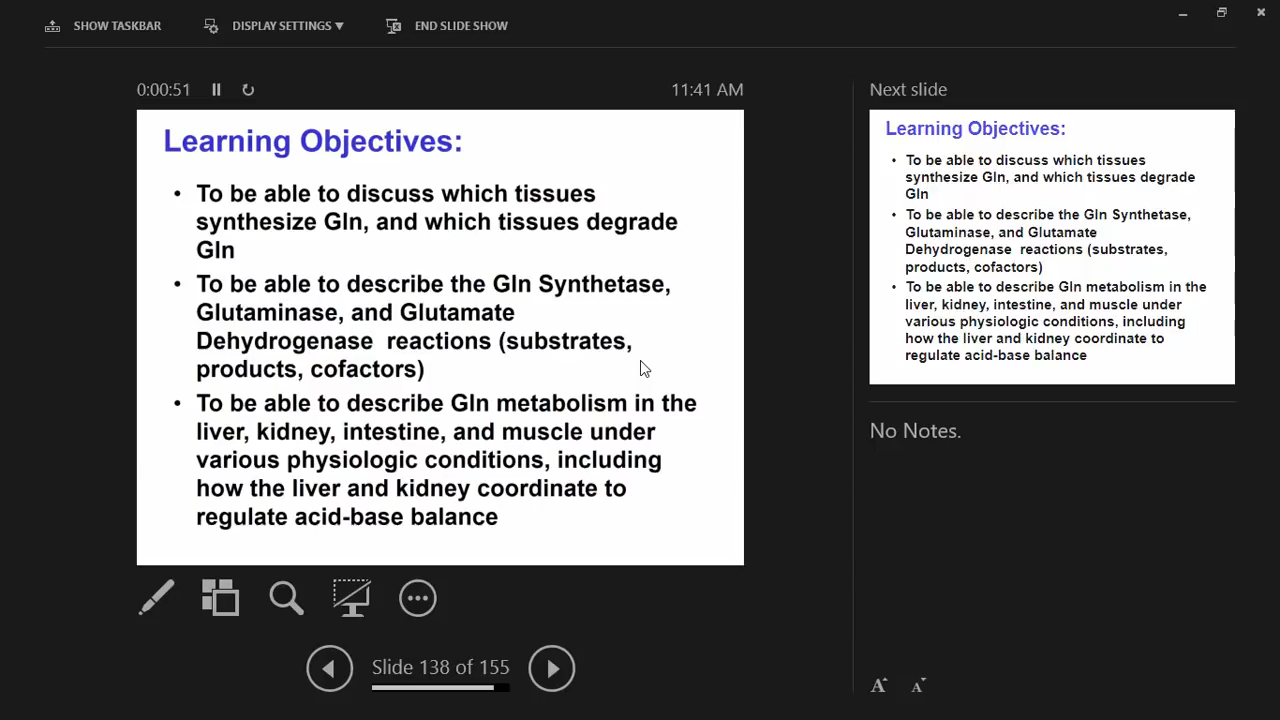 SHOW TASKBAR
DISPLAY SETTINGS ▼
END SLIDE SHOW
0:00:51
11:41 AM
Learning Objectives:
• To be able to discuss which tissues
synthesize Gln, and which tissues degrade
Gln
• To be able to describe the Gln Synthetase,
Glutaminase, and Glutamate
Dehydrogenase reactions (substrates,
products, cofactors)
• To be able to describe Gln metabolism in the
liver, kidney, intestine, and muscle under
various physiologic conditions, including
how the liver and kidney coordinate to
regulate acid-base balance
Slide 138 of 155
Next slide
Learning Objectives:
• To be able to discuss which tissues
synthesize Gln, and which tissues degrade
Gln
• To be able to describe the Gln Synthetase,
Glutaminase, and Glutamate
Dehydrogenase reactions (substrates,
products, cofactors)
• To be able to describe Gln metabolism in the
liver, kidney, intestine, and muscle under
various physiologic conditions, including
how the liver and kidney coordinate to
regulate acid-base balance
No Notes.
A A